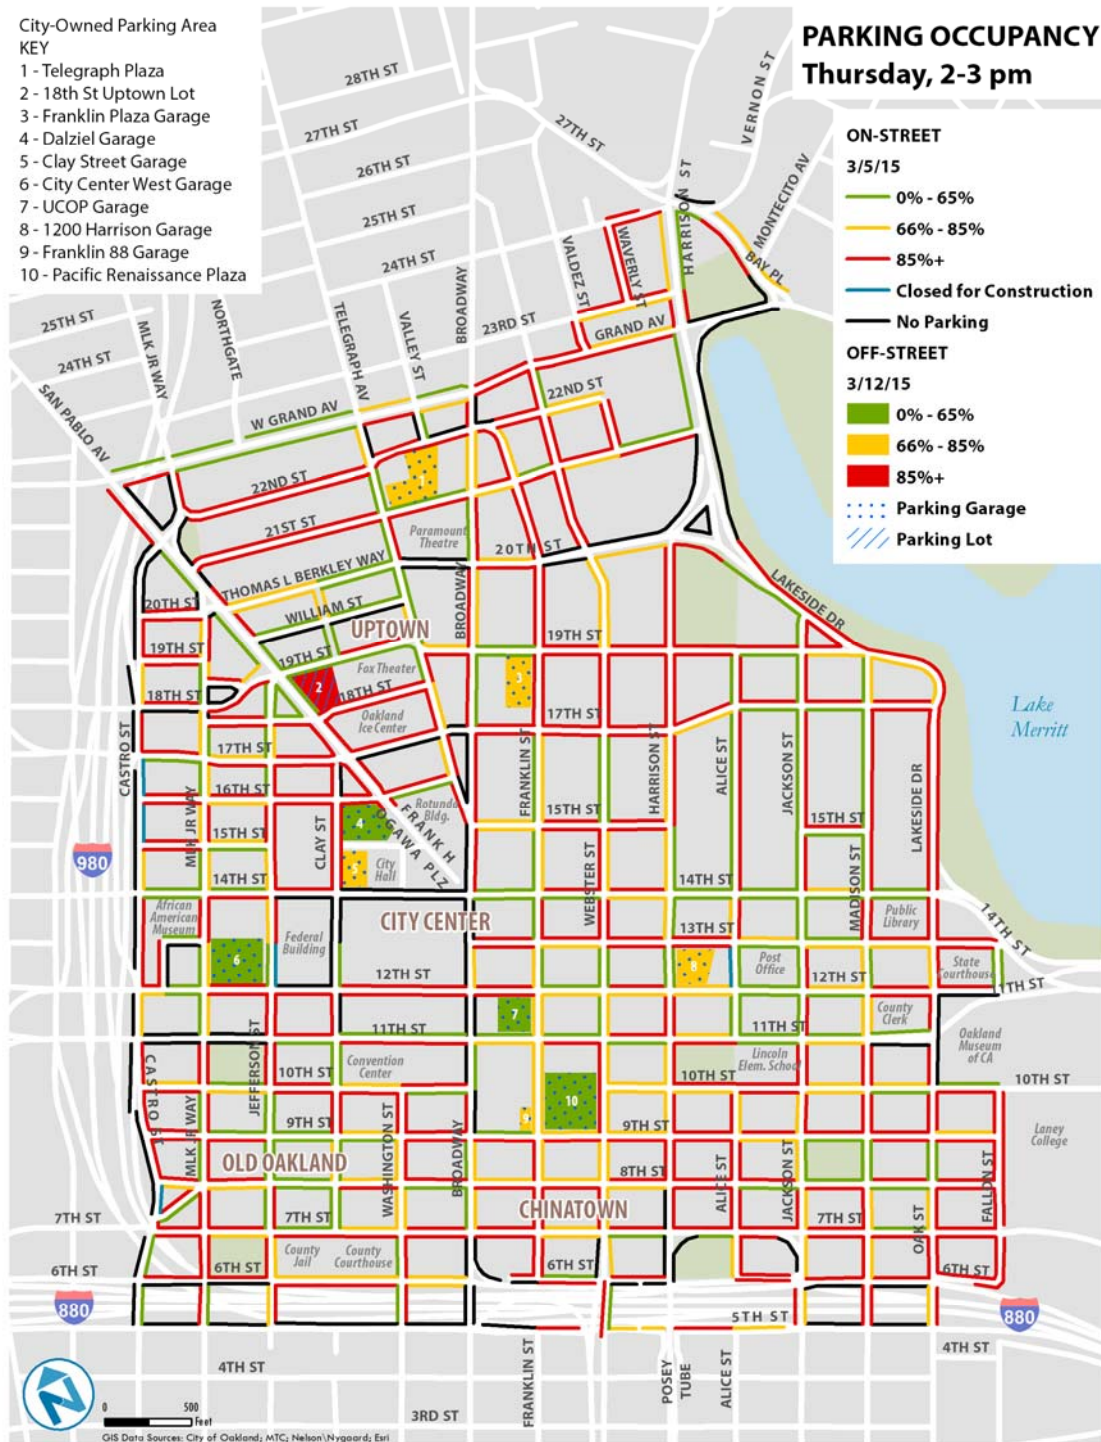 City-Owned Parking Area
KEY
1 - Telegraph Plaza
2 - 18th St Uptown Lot
3 - Franklin Plaza Garage
4 - Dalziel Garage
5 - Clay Street Garage
6 - City Center West Garage
7 - UCOP Garage
8 - 1200 Harrison Garage
9 - Franklin 88 Garage
10 - Pacific Renaissance Plaza
PARKING OCCUPANCY
Thursday, 2-3 pm
ON-STREET
3/5/15
0% - 65%
66% - 85%
85%+
Closed for Construction
No Parking
OFF-STREET
3/12/15
0% - 65%
66% - 85%
85%+
Parking Garage
Parking Lot
28TH ST
27TH ST
27TH ST
26TH ST
25TH ST
24TH ST
23RD ST
VERNON ST
MONTECITO AV
HARRISON ST
BAY PL
WAVERLY ST
VALDEZ ST
BROADWAY
VALLEY ST
TELEGRAPH AV
NORTHGATE
MLK JR WAY
25TH ST
24TH ST
SAN PABLO AV
GRAND AV
W GRAND AV
22ND ST
22ND ST
21ST ST
1
Paramount
Theatre
20TH ST
THOMAS L BERKLEY WAY
WILLIAM ST
UPTOWN
BROADWAY
LAKESIDE DR
20TH ST
19TH ST
19TH ST
19TH ST
Fox Theater
2
18TH ST
18TH ST
3
Oakland
Ice Center
17TH ST
17TH ST
Lake
Merritt
CASTRO ST
FRANKLIN ST
HARRISON ST
ALICE ST
JACKSON ST
LAKESIDE DR
16TH ST
MLK JR WAY
15TH ST
CLAY ST
4
Rotunda
Bldg.
FRANK H
OGAWA PLZ
15TH ST
15TH ST
980
14TH ST
5
City
Hall
WEBSTER ST
14TH ST
MADISON ST
14TH ST
African
American
Museum
Federal
Building
CITY CENTER
13TH ST
Public
Library
6
12TH ST
8
Post
Office
12TH ST
State
Courthouse
11TH ST
7
11TH ST
11TH ST
County
Clerk
Oakland
Museum
of CA
CASTRO ST
JEFFERSON ST
10TH ST
Convention
Center
10TH ST
Lincoln
Elem. School
10TH ST
MLK JR WAY
9TH ST
WASHINGTON ST
BROADWAY
9
10
9TH ST
Laney
College
OLD OAKLAND
8TH ST
ALICE ST
JACKSON ST
FALLON ST
7TH ST
7TH ST
CHINATOWN
7TH ST
OAK ST
6TH ST
6TH ST
County
Jail
County
Courthouse
6TH ST
6TH ST
880
5TH ST
880
4TH ST
FRANKLIN ST
POSEY
TUBE
ALICE ST
4TH ST
3RD ST
0
500
Feet
GIS Data Sources: City of Oakland; MTC; Nelson\Nygaard; Esri